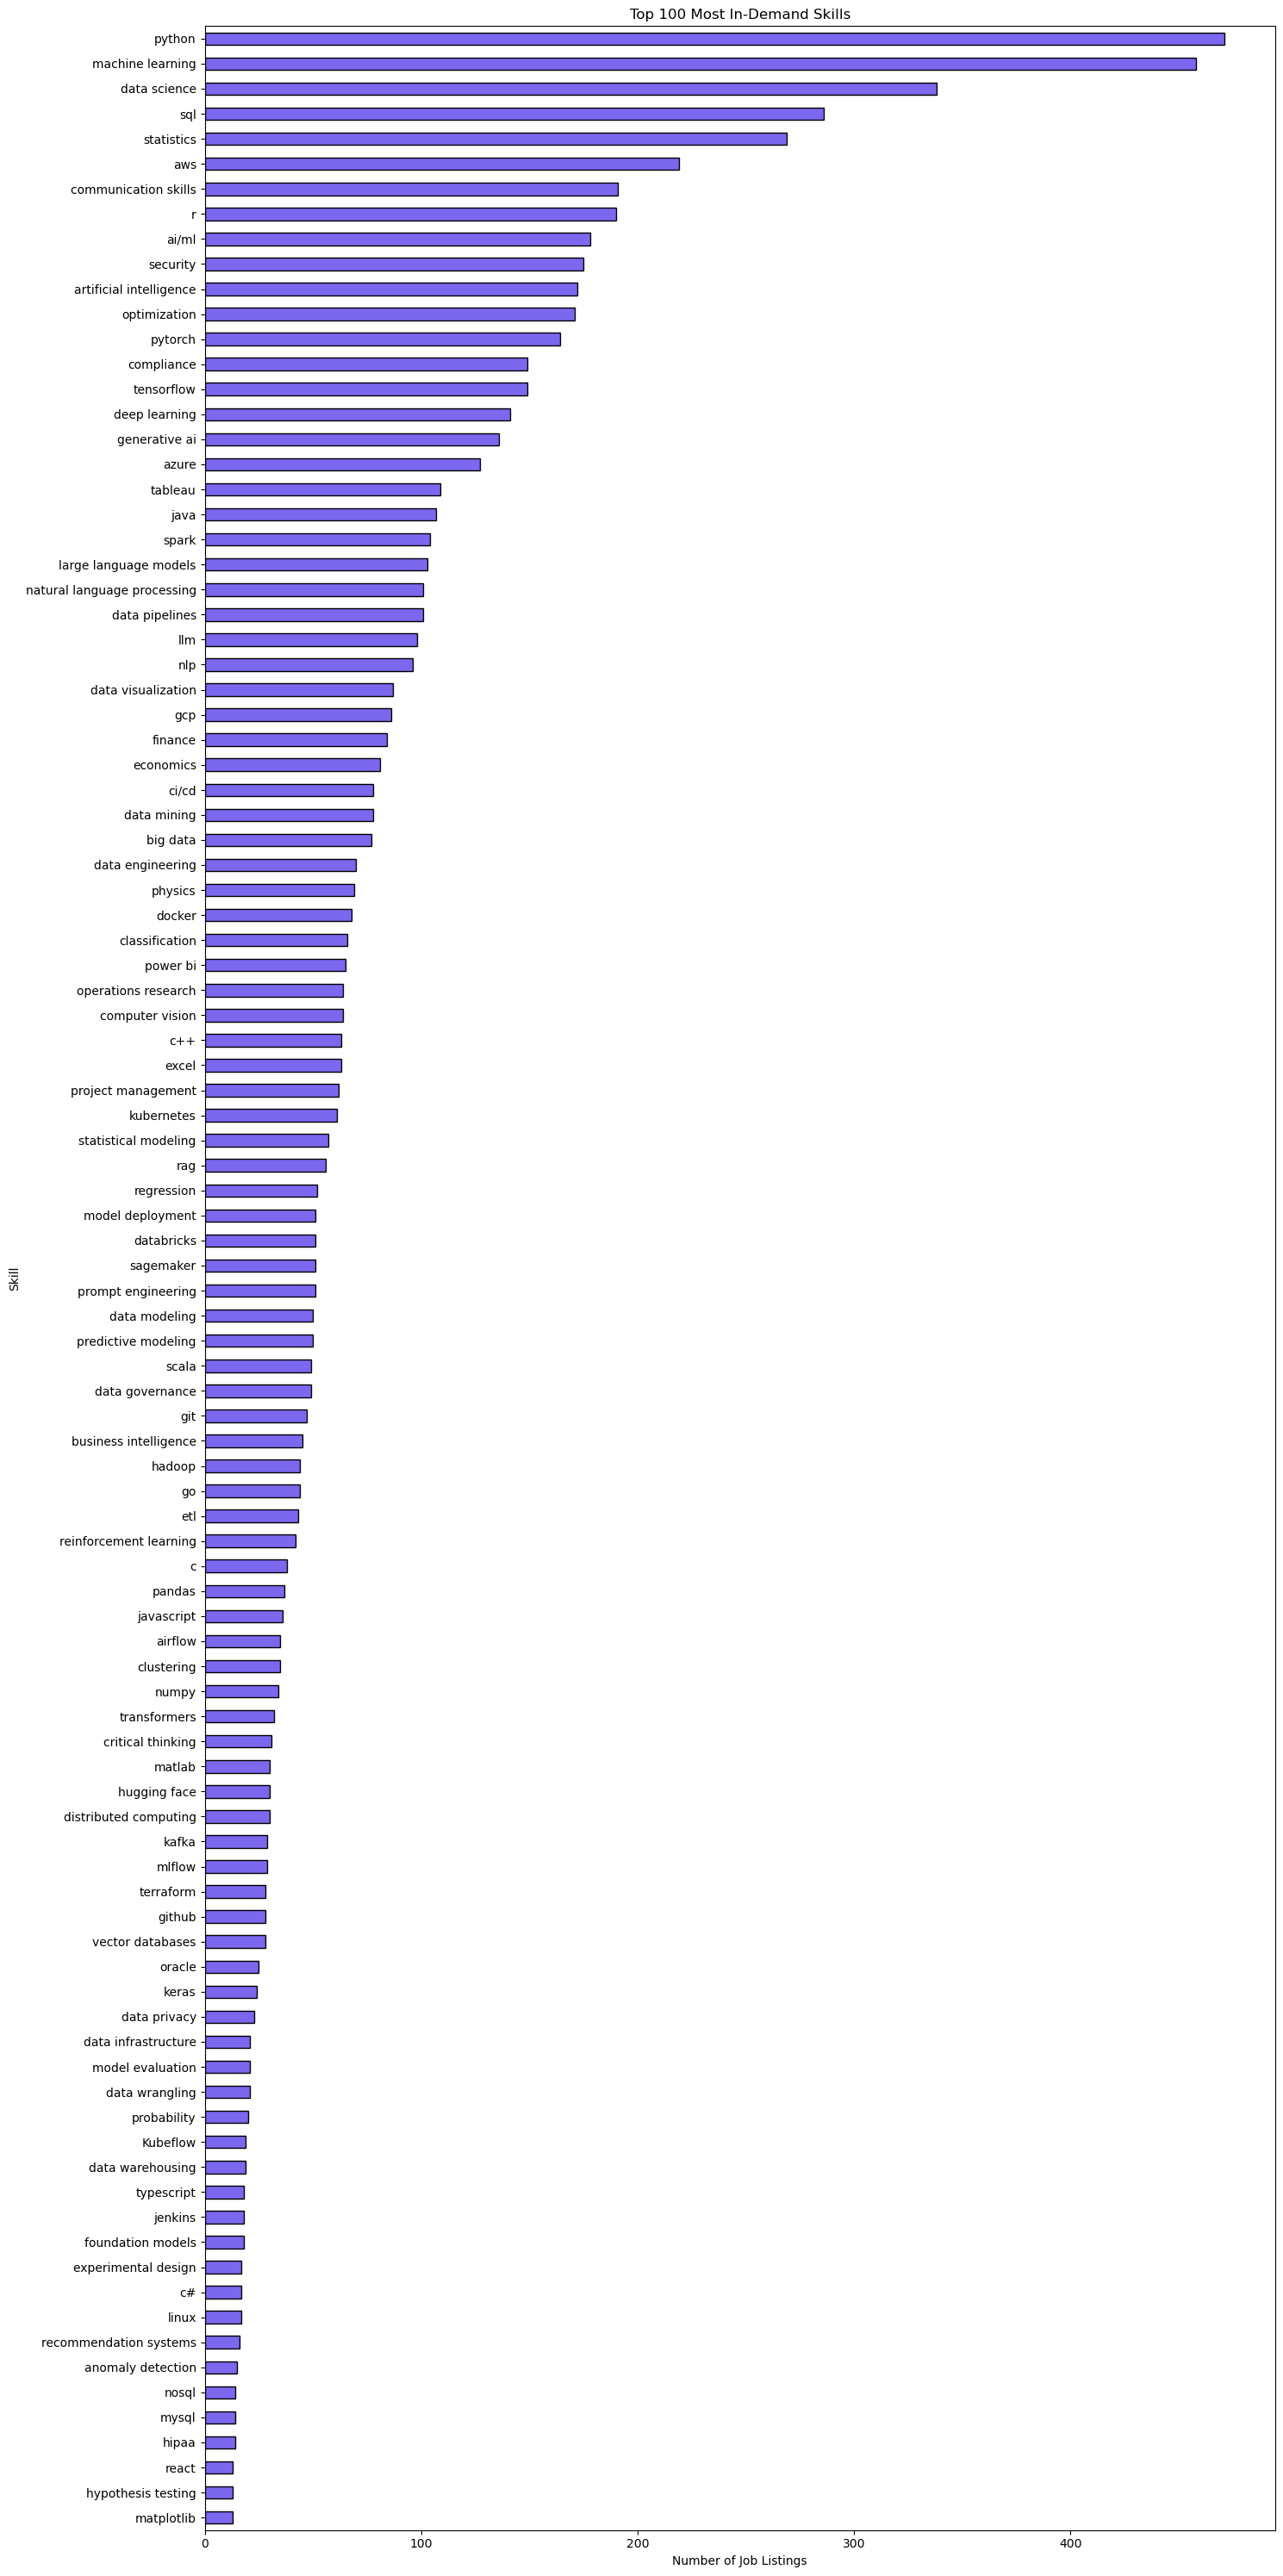 Top 100 Most In-Demand Skills
python
machine learning
data science
sql
statistics
aws
communication skills
r
ai/ml
security
artificial intelligence
optimization
pytorch
compliance
tensorflow
deep learning
generative ai
azure
tableau
java
spark
large language models
natural language processing
data pipelines
llm
nlp
data visualization
gcp
finance
economics
ci/cd
data mining
big data
data engineering
physics
docker
classification
power bi
operations research
computer vision
c++
excel
project management
kubernetes
statistical modeling
rag
regression
model deployment
databricks
sagemaker
prompt engineering
data modeling
predictive modeling
scala
data governance
git
business intelligence
hadoop
go
etl
reinforcement learning
c
pandas
javascript
airflow
clustering
numpy
transformers
critical thinking
matlab
hugging face
distributed computing
kafka
mlflow
terraform
github
vector databases
oracle
keras
data privacy
data infrastructure
model evaluation
data wrangling
probability
Kubeflow
data warehousing
typescript
jenkins
foundation models
experimental design
c#
linux
recommendation systems
anomaly detection
nosql
mysql
hipaa
react
hypothesis testing
matplotlib
Skill
0 100 200 300 400
Number of Job Listings